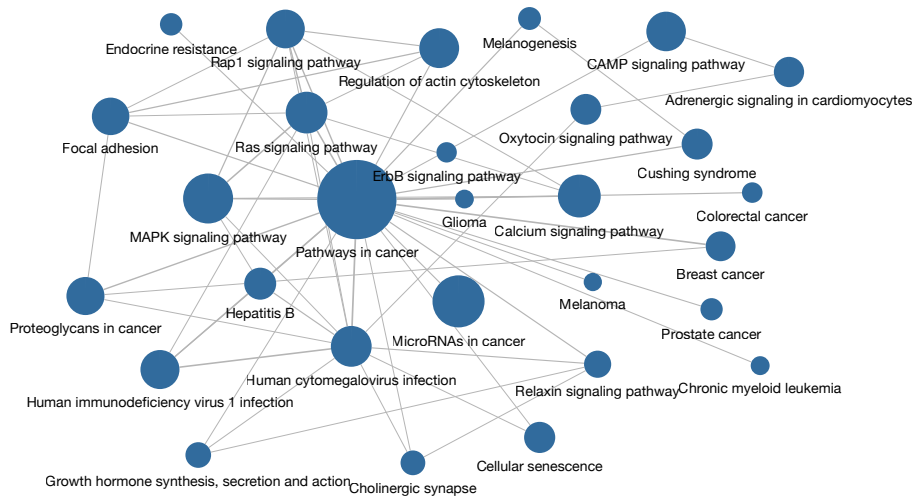 Endocrine resistance
Rap1 signaling pathway
Melanogenesis
Regulation of actin cytoskeleton
CAMP signaling pathway
Adrenergic signaling in cardiomyocytes
Focal adhesion
Ras signaling pathway
Oxytocin signaling pathway
ErbB signaling pathway
Cushing syndrome
Glioma
Colorectal cancer
MAPK signaling pathway
Pathways in cancer
Calcium signaling pathway
Breast cancer
Proteoglycans in cancer
Hepatitis B
Melanoma
MicroRNAs in cancer
Prostate cancer
Human cytomegalovirus infection
Human immunodeficiency virus 1 infection
Relaxin signaling pathway
Chronic myeloid leukemia
Growth hormone synthesis, secretion and action
Cholinergic synapse
Cellular senescence